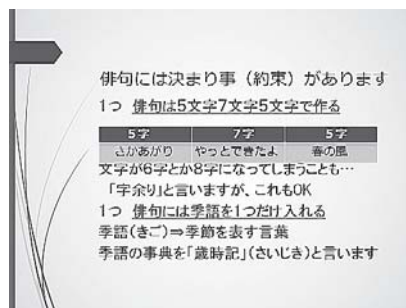 俳句には決まり事（約束）があります
1つ 俳句は5文字7文字5文字で作る
5字 7字 5字
さかあがり やっとできたよ 春の風
文字が6字とか8字になってしまうことも…
「字余り」と言いますが、これもOK
1つ 俳句には季語を1つだけ入れる
季語（きご）⇒季節を表す言葉
季語の事典を「歳時記」（さいじき）と言います